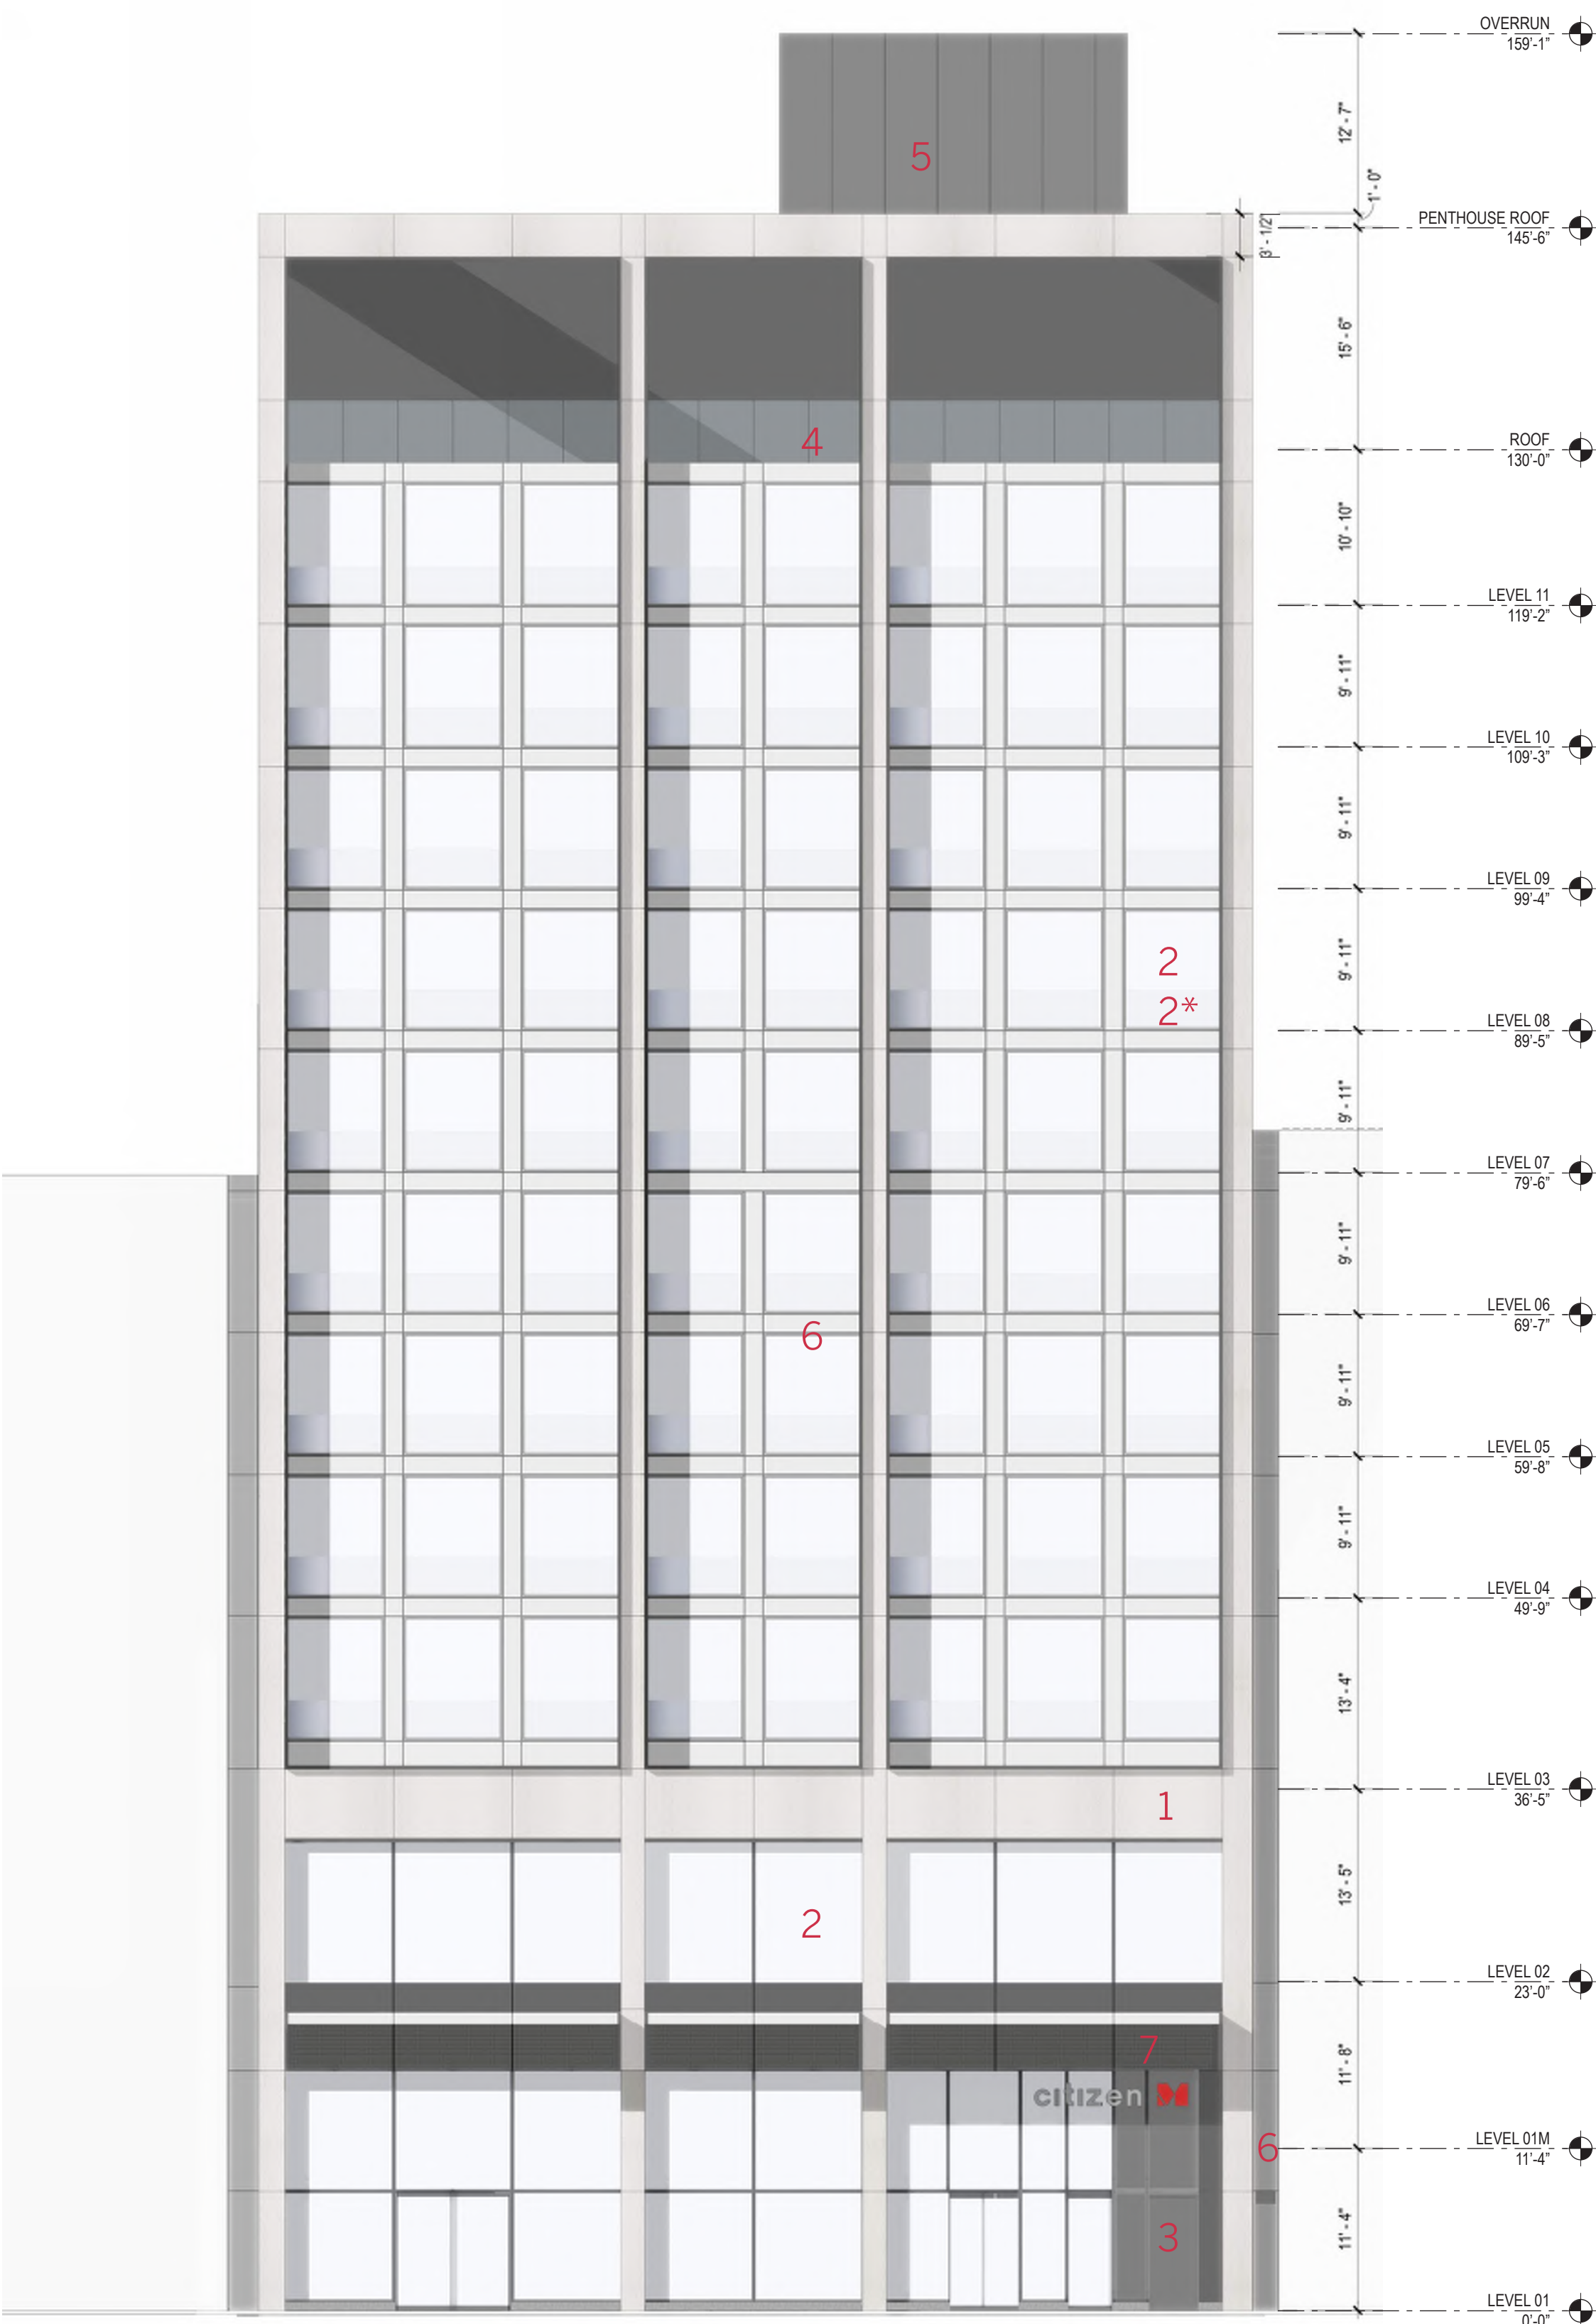 OVERRUN
159'-1"
12' - 7"
5
1' - 0"
PENTHOUSE ROOF
145'-6"
3' - 1/2"
15' - 6"
4
ROOF
130'-0"
10' - 10"
LEVEL 11
119'-2"
9' - 11"
LEVEL 10
109'-3"
9' - 11"
LEVEL 09
99'-4"
2
9' - 11"
2*
LEVEL 08
89'-5"
9' - 11"
LEVEL 07
79'-6"
9' - 11"
LEVEL 06
69'-7"
6
9' - 11"
LEVEL 05
59'-8"
9' - 11"
LEVEL 04
49'-9"
13' - 4"
LEVEL 03
36'-5"
1
13' - 5"
2
LEVEL 02
23'-0"
7
11' - 8"
citizen M
LEVEL 01M
11'-4"
6
3
11' - 4"
LEVEL 01
0'-0"